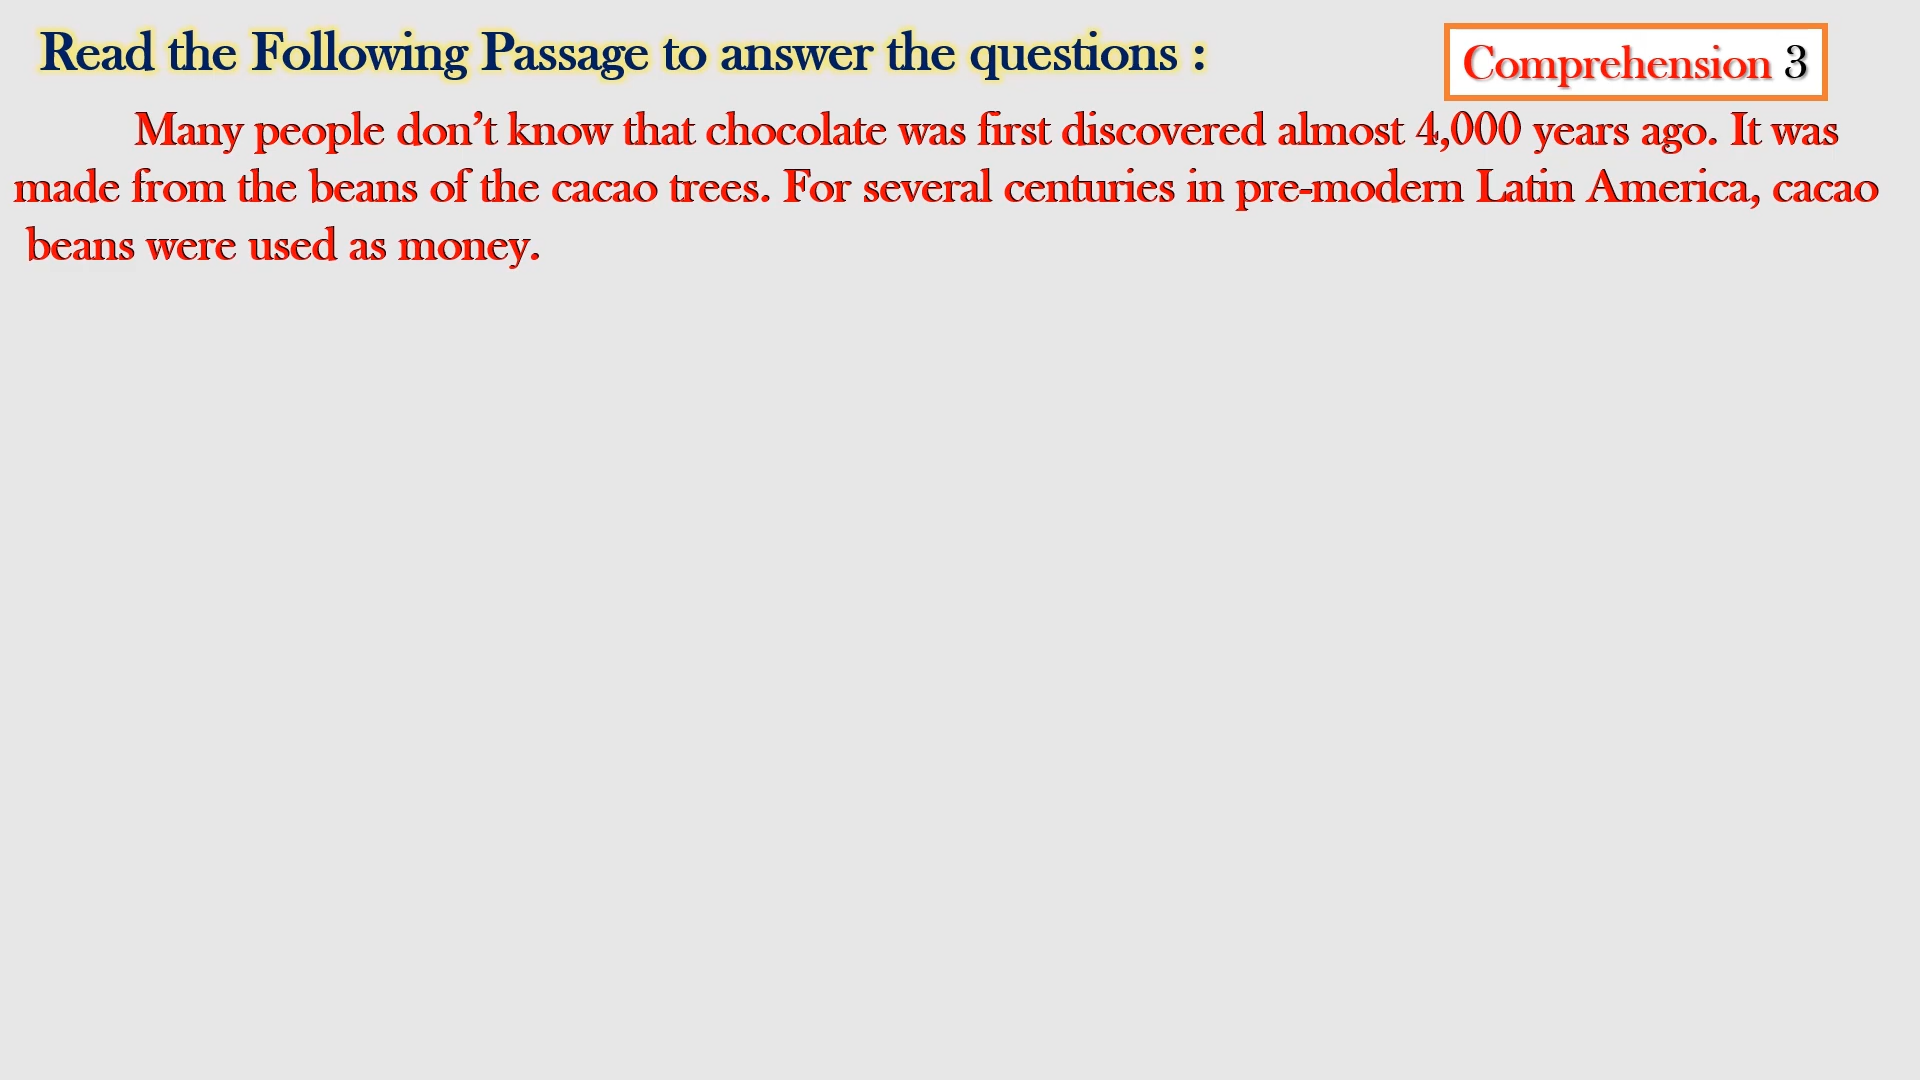 Read the Following Passage to answer the questions :
Comprehension 3
Many people don’t know that chocolate was first discovered almost 4,000 years ago. It was
made from the beans of the cacao trees. For several centuries in pre-modern Latin America, cacao
beans were used as money.